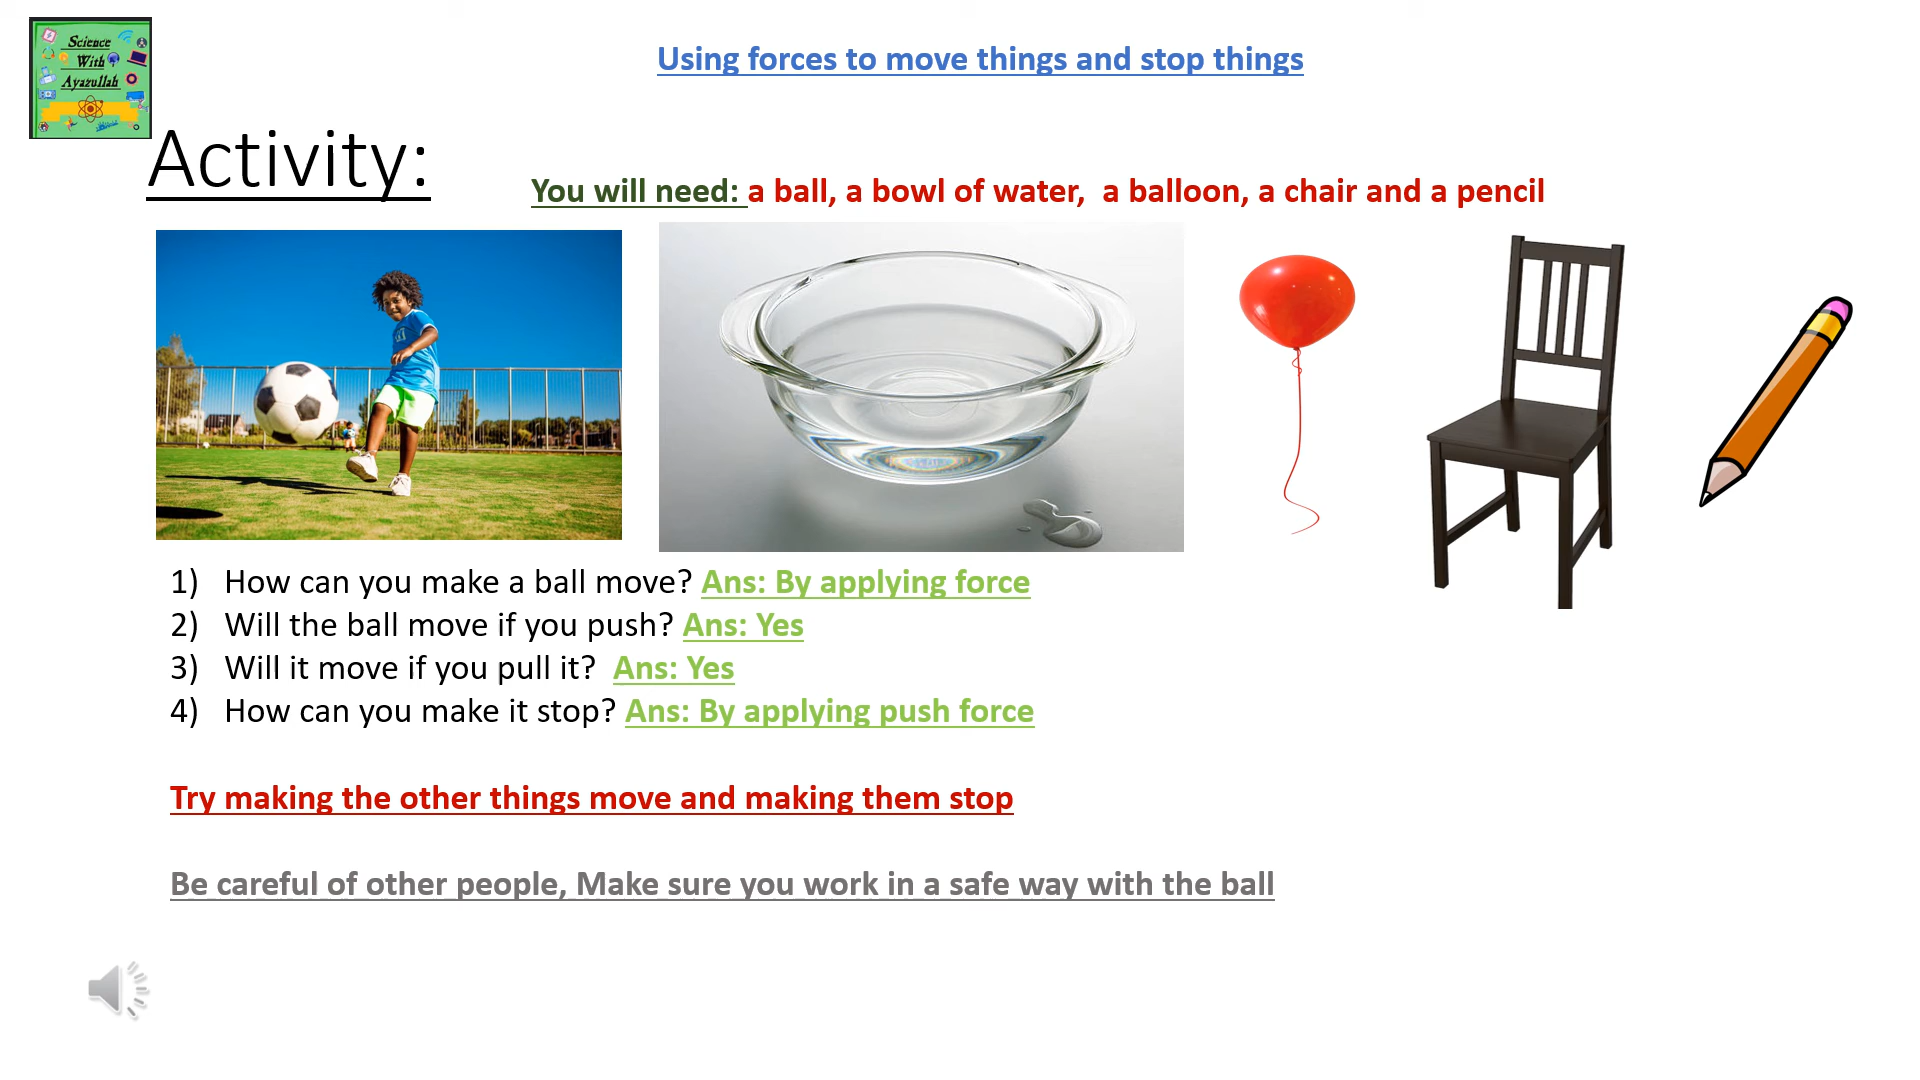 Science
With
Ayazullah
Using forces to move things and stop things
Activity:
You will need: a ball, a bowl of water, a balloon, a chair and a pencil
1) How can you make a ball move? Ans: By applying force
2) Will the ball move if you push? Ans: Yes
3) Will it move if you pull it? Ans: Yes
4) How can you make it stop? Ans: By applying push force
Try making the other things move and making them stop
Be careful of other people, Make sure you work in a safe way with the ball